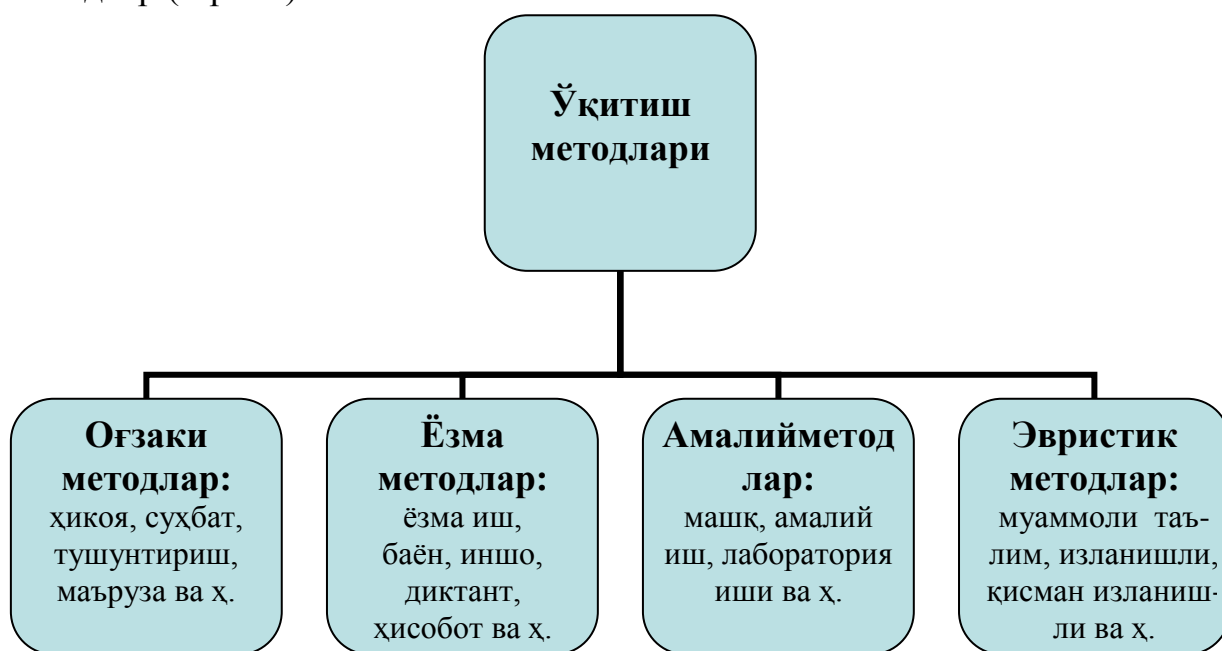 Ўқитиш
методлари
Оғзаки
методлар:
ҳикоя, суҳбат,
тушунтириш,
маъруза ва ҳ.
Ёзма
методлар:
ёзма иш,
баён, иншо,
диктант,
ҳисобот ва ҳ.
Амалийметод
лар:
машқ, амалий
иш, лаборатория
иши ва ҳ.
Эвристик
методлар:
муаммоли таъ-
лим, изланишли,
қисман изланиш-
ли ва ҳ.